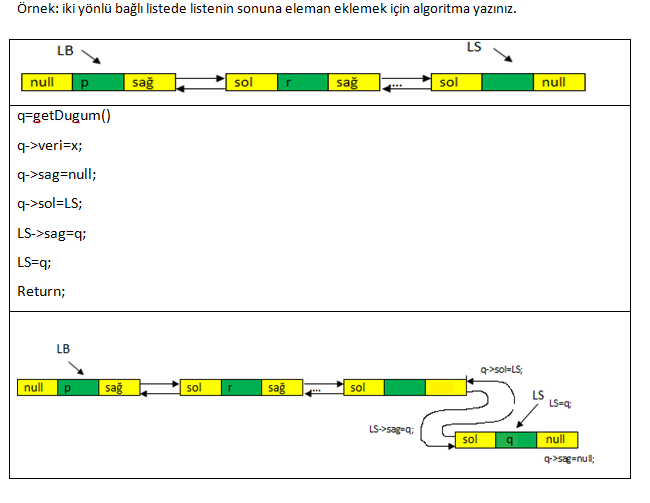 Örnek: iki yönlü bağlı listede listenin sonuna eleman eklemek için algoritma yazınız.
LB LS
null p sağ sol r sağ .... sol null
q=getDugum()
q->veri=x;
q->sag=null;
q->sol=LS;
LS->sag=q;
LS=q;
Return;
LB
q->sol=LS;
null p sağ sol r sağ .... sol
LS LS=q;
LS->sag=q;
sol q null
q->sag=null;